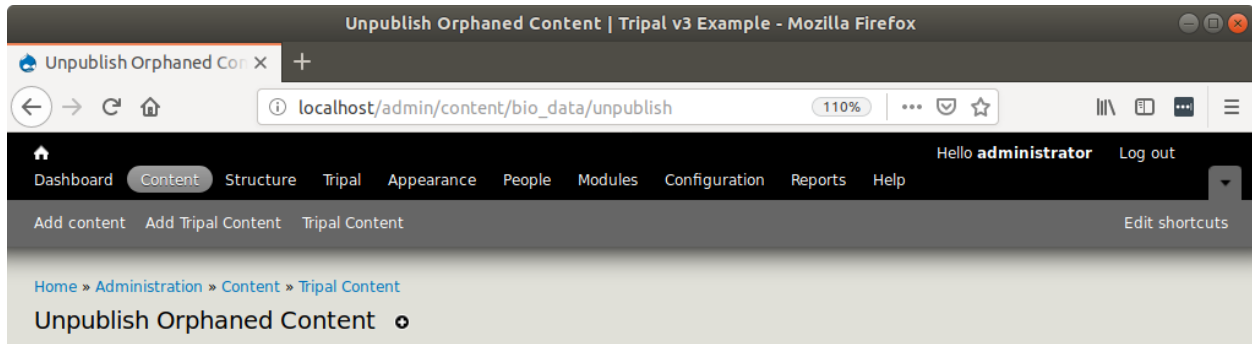 Unpublish Orphaned Content | Tripal v3 Example - Mozilla Firefox
Unpublish Orphaned Con
localhost/admin/content/bio_data/unpublish 110%
Hello administrator Log out
Dashboard Content Structure Tripal Appearance People Modules Configuration Reports Help
Add content Add Tripal Content Tripal Content Edit shortcuts
Home » Administration » Content » Tripal Content
Unpublish Orphaned Content